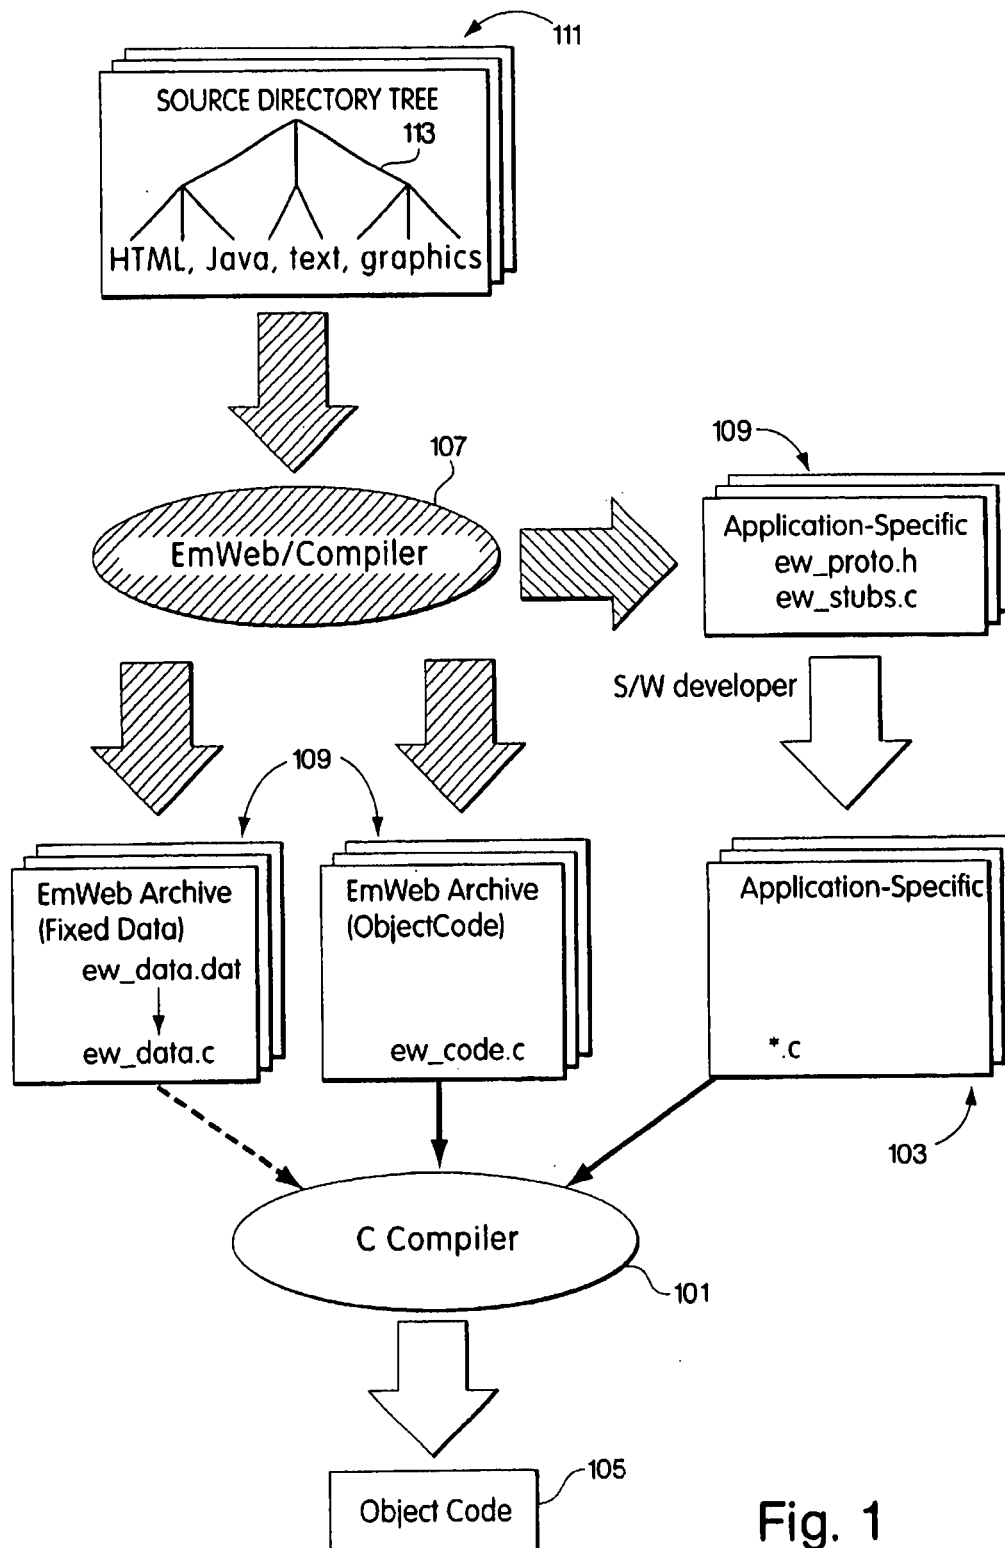 111
SOURCE DIRECTORY TREE
113
HTML, Java, text, graphics
107
EmWeb/Compiler
109
Application-Specific
ew_proto.h
ew_stubs.c
S/W developer
109
EmWeb Archive
(Fixed Data)
ew_data.dat
ew_data.c
EmWeb Archive
(ObjectCode)
ew_code.c
Application-Specific
*.c
103
C Compiler
101
105
Object Code
Fig. 1